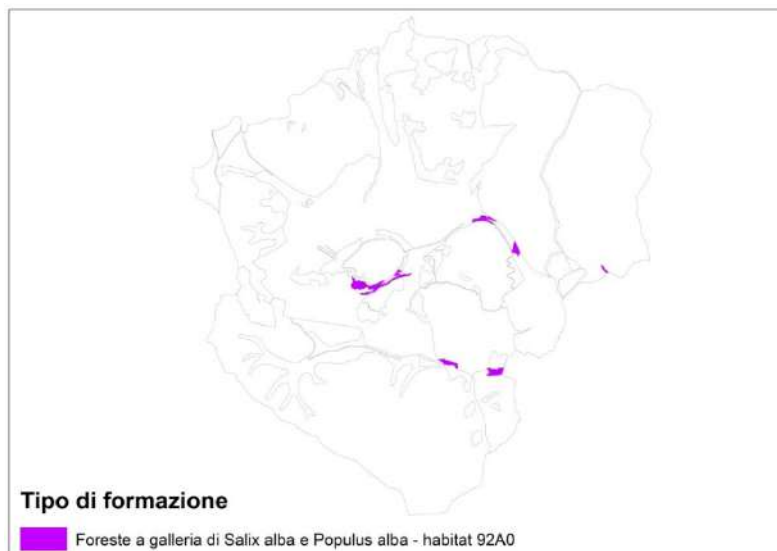 Tipo di formazione
Foreste a galleria di Salix alba e Populus alba - habitat 92A0